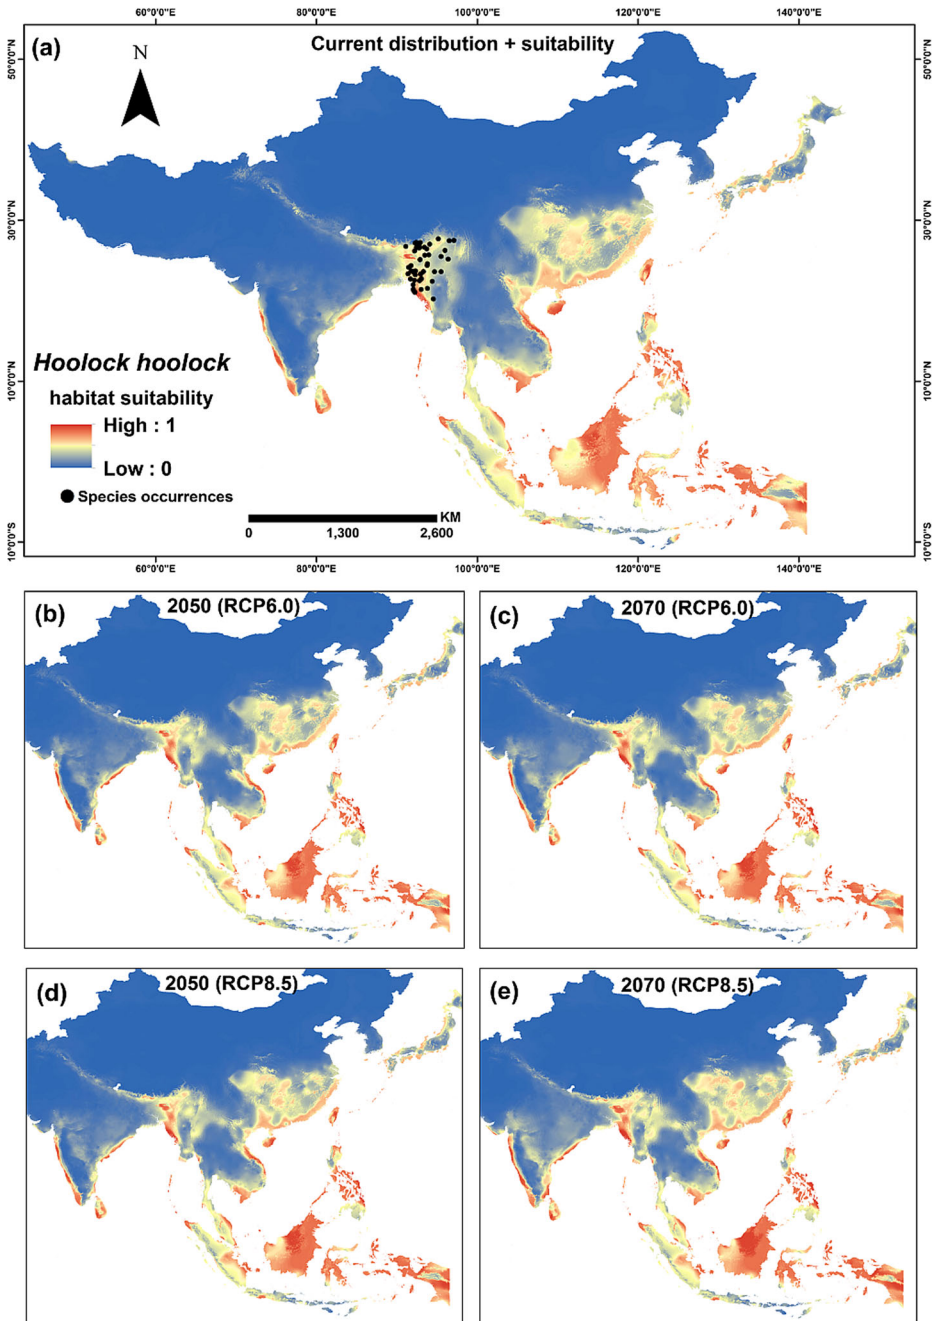 60°0'0"E 80°0'0"E 100°0'0"E 120°0'0"E 140°0'0"E
(a) Current distribution + suitability
N
50°0'0"N 50°0'0"N
30°0'0"N 30°0'0"N
10°0'0"N 10°0'0"N
10°0'0"S 10°0'0"S
Hoolock hoolock
habitat suitability
High : 1
Low : 0
Species occurrences
KM
0 1,300 2,600
60°0'0"E 80°0'0"E 100°0'0"E 120°0'0"E 140°0'0"E
(b) 2050 (RCP6.0)
(c) 2070 (RCP6.0)
(d) 2050 (RCP8.5)
(e) 2070 (RCP8.5)